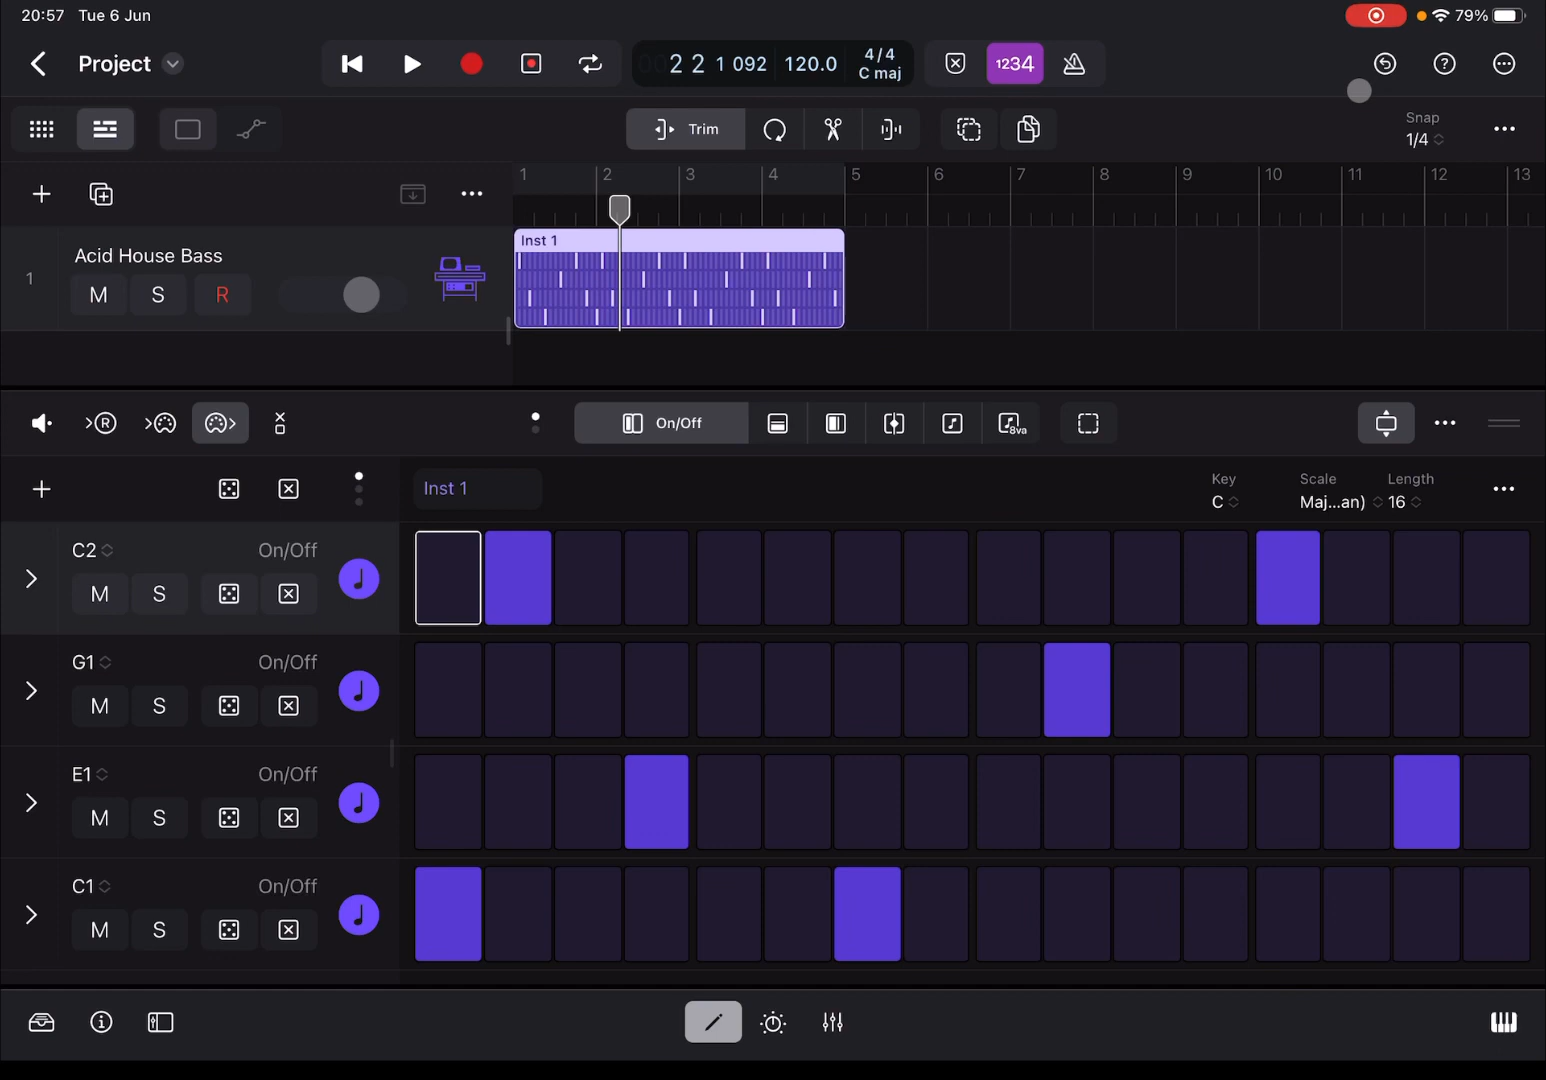 20:57 Tue 6 Jun 79%
Project 2 2 1 092 120.0 4/4 C maj 1234
Trim Snap 1/4
1 2 3 4 5 6 7 8 9 10 11 12 13
Inst 1
1 Acid House Bass
M S R
R On/Off 8va
Inst 1 Key C Scale Maj...an) Length 16
C2 On/Off
M S
G1 On/Off
M S
E1 On/Off
M S
C1 On/Off
M S